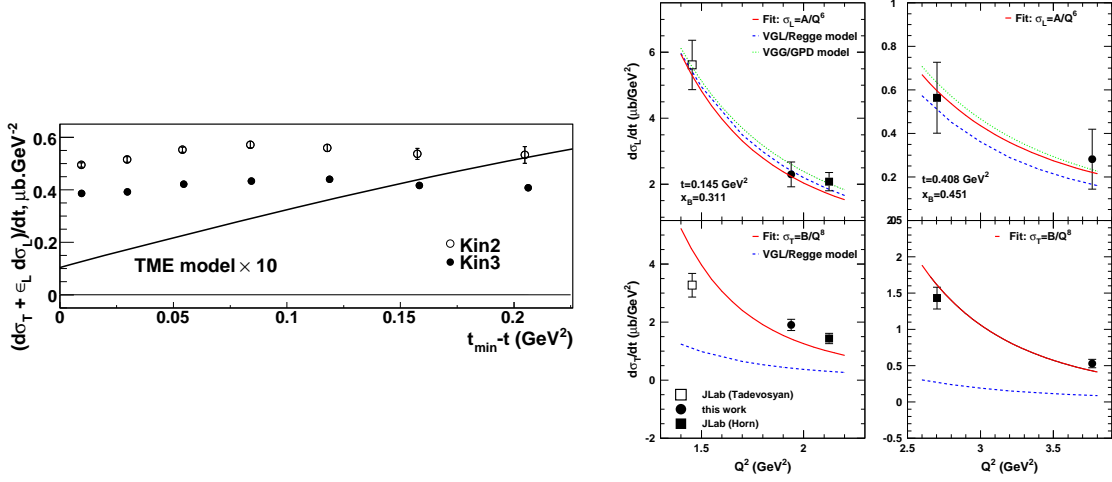 (dσ_T + ϵ_L dσ_L)/dt, μb.GeV^-2
0.6
0.4
0.2
0
TME model × 10
Kin2
Kin3
0 0.05 0.1 0.15 0.2
t_min-t (GeV^2)
dσ_L/dt (μb/GeV^2)
6
4
2
Fit: σ_L=A/Q^6
VGL/Regge model
VGG/GPD model
t=0.145 GeV^2
x_B=0.311
1
0.8
0.6
0.4
0.2
0
Fit: σ_L=A/Q^6
t=0.408 GeV^2
x_B=0.451
dσ_T/dt (μb/GeV^2)
4
2
0
-2
Fit: σ_T=B/Q^8
VGL/Regge model
JLab (Tadevosyan)
this work
JLab (Horn)
1.5 2
Q^2 (GeV^2)
2
1.5
1
0.5
0
-0.5
Fit: σ_T=B/Q^8
2.5 3 3.5
Q^2 (GeV^2)